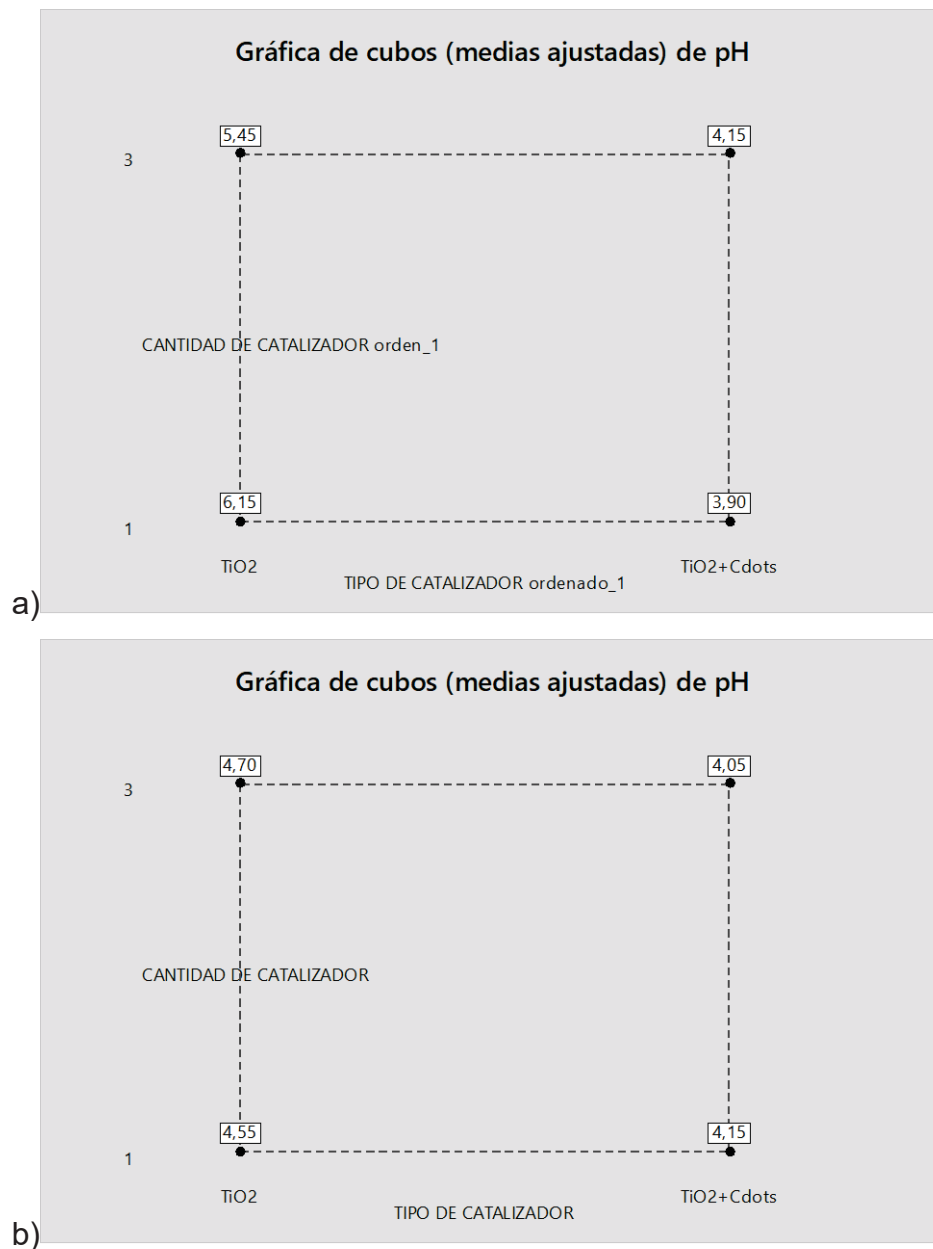 Gráfica de cubos (medias ajustadas) de pH
5,45 4,15
3
CANTIDAD DE CATALIZADOR orden_1
6,15 3,90
1
TiO2 TiO2+Cdots
TIPO DE CATALIZADOR ordenado_1
a)
Gráfica de cubos (medias ajustadas) de pH
4,70 4,05
3
CANTIDAD DE CATALIZADOR
4,55 4,15
1
TiO2 TiO2+Cdots
TIPO DE CATALIZADOR
b)